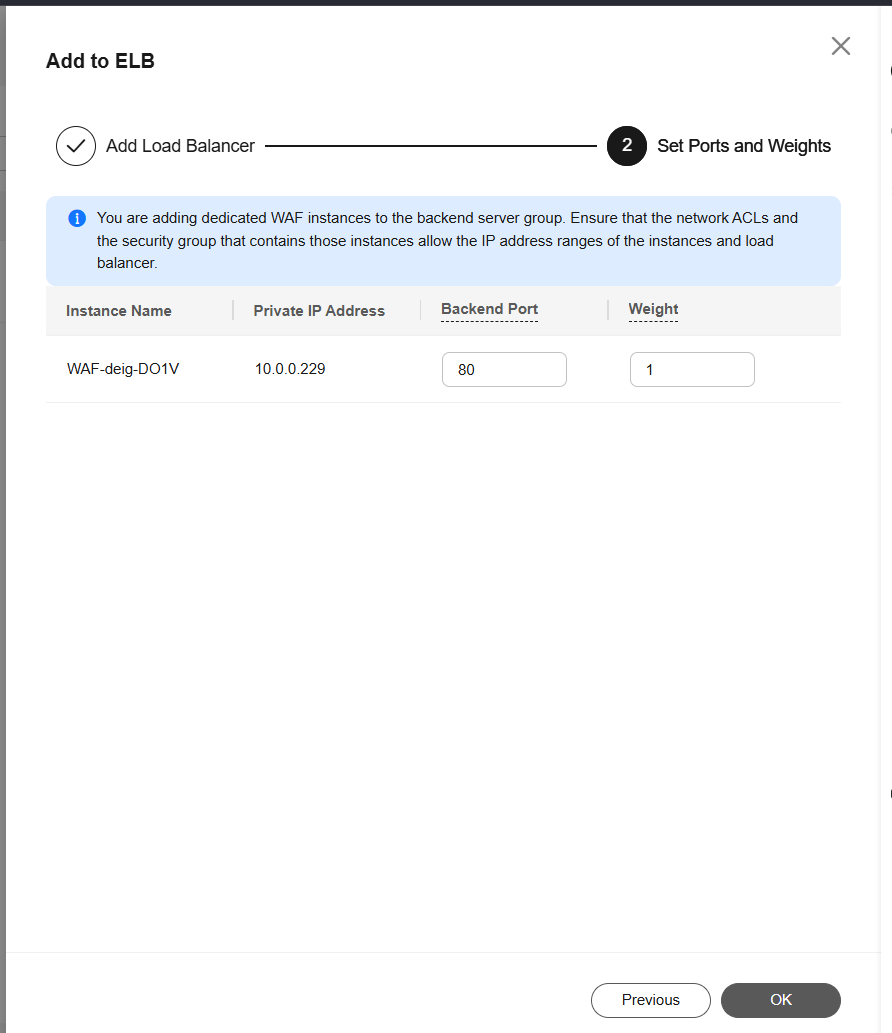 Add to ELB
Add Load Balancer
2 Set Ports and Weights
You are adding dedicated WAF instances to the backend server group. Ensure that the network ACLs and
the security group that contains those instances allow the IP address ranges of the instances and load
balancer.
Instance Name Private IP Address Backend Port Weight
WAF-deig-DO1V 10.0.0.229 80 1
Previous OK